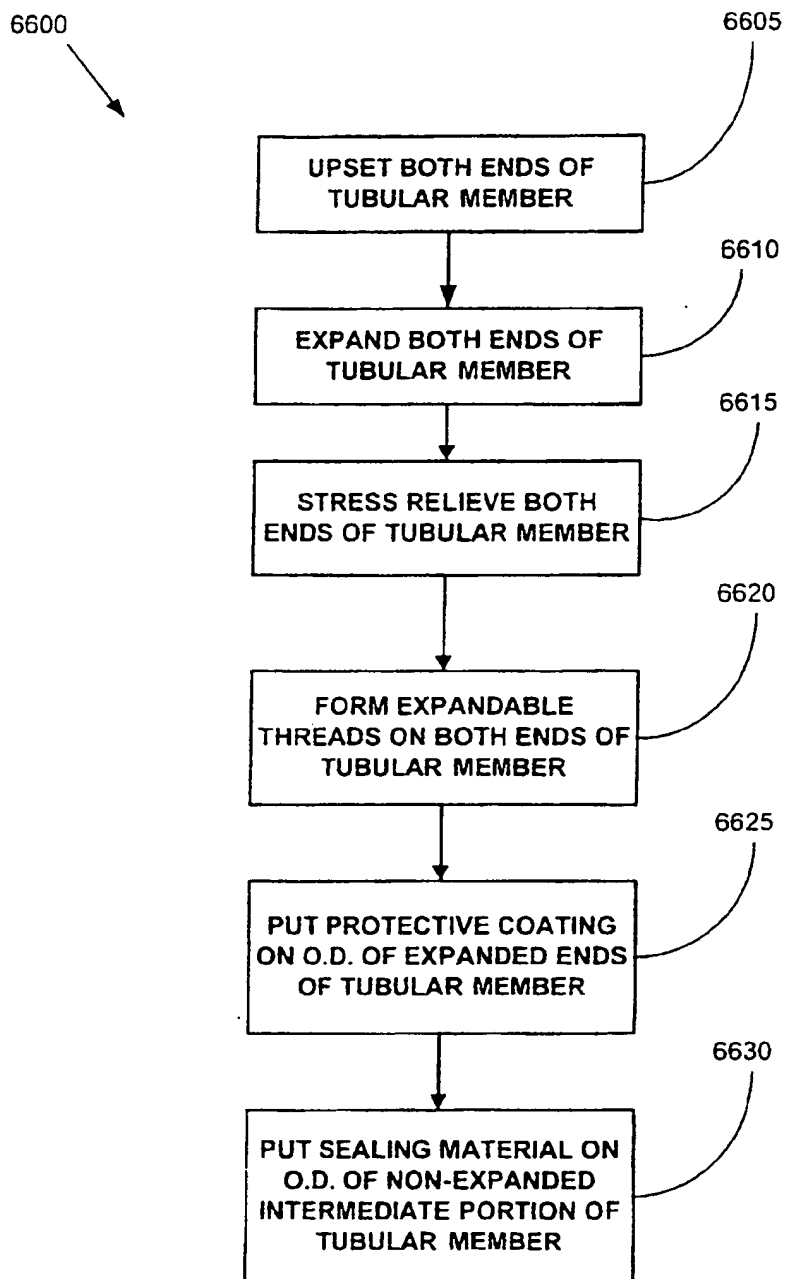 6600
6605
UPSET BOTH ENDS OF
TUBULAR MEMBER
6610
EXPAND BOTH ENDS OF
TUBULAR MEMBER
6615
STRESS RELIEVE BOTH
ENDS OF TUBULAR MEMBER
6620
FORM EXPANDABLE
THREADS ON BOTH ENDS OF
TUBULAR MEMBER
6625
PUT PROTECTIVE COATING
ON O.D. OF EXPANDED ENDS
OF TUBULAR MEMBER
6630
PUT SEALING MATERIAL ON
O.D. OF NON-EXPANDED
INTERMEDIATE PORTION OF
TUBULAR MEMBER